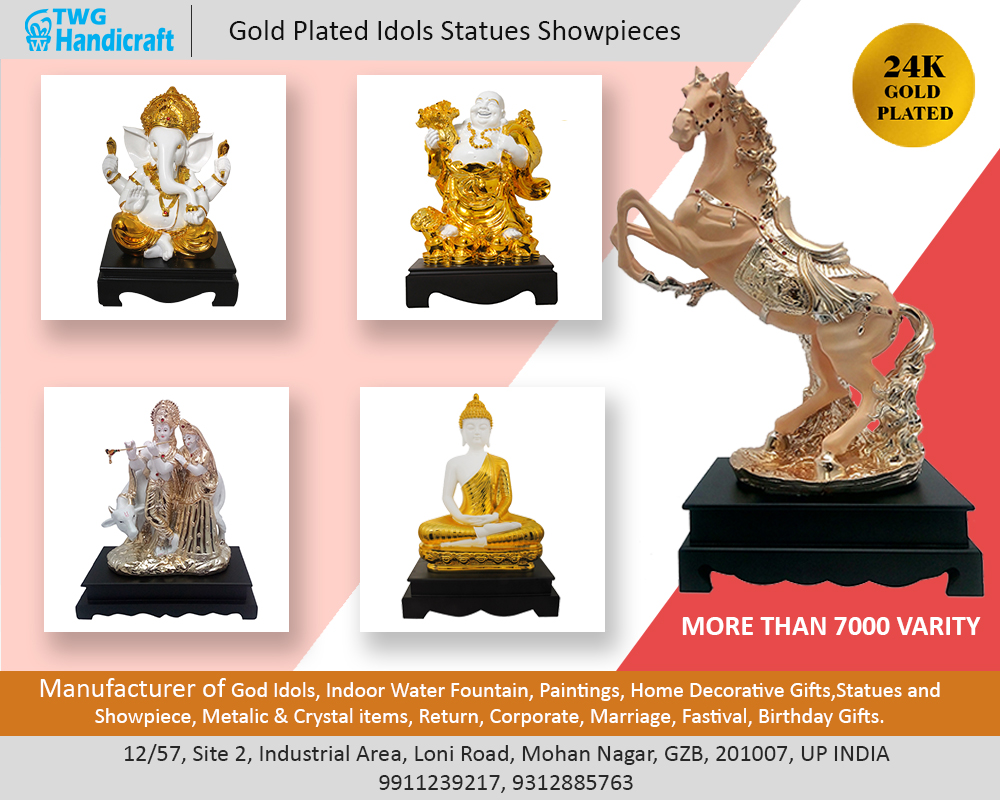 TWG
Handicraft
Gold Plated Idols Statues Showpieces
24K
GOLD
PLATED
MORE THAN 7000 VARITY
Manufacturer of God Idols, Indoor Water Fountain, Paintings, Home Decorative Gifts,Statues and
Showpiece, Metalic & Crystal items, Return, Corporate, Marriage, Fastival, Birthday Gifts.
12/57, Site 2, Industrial Area, Loni Road, Mohan Nagar, GZB, 201007, UP INDIA
9911239217, 9312885763